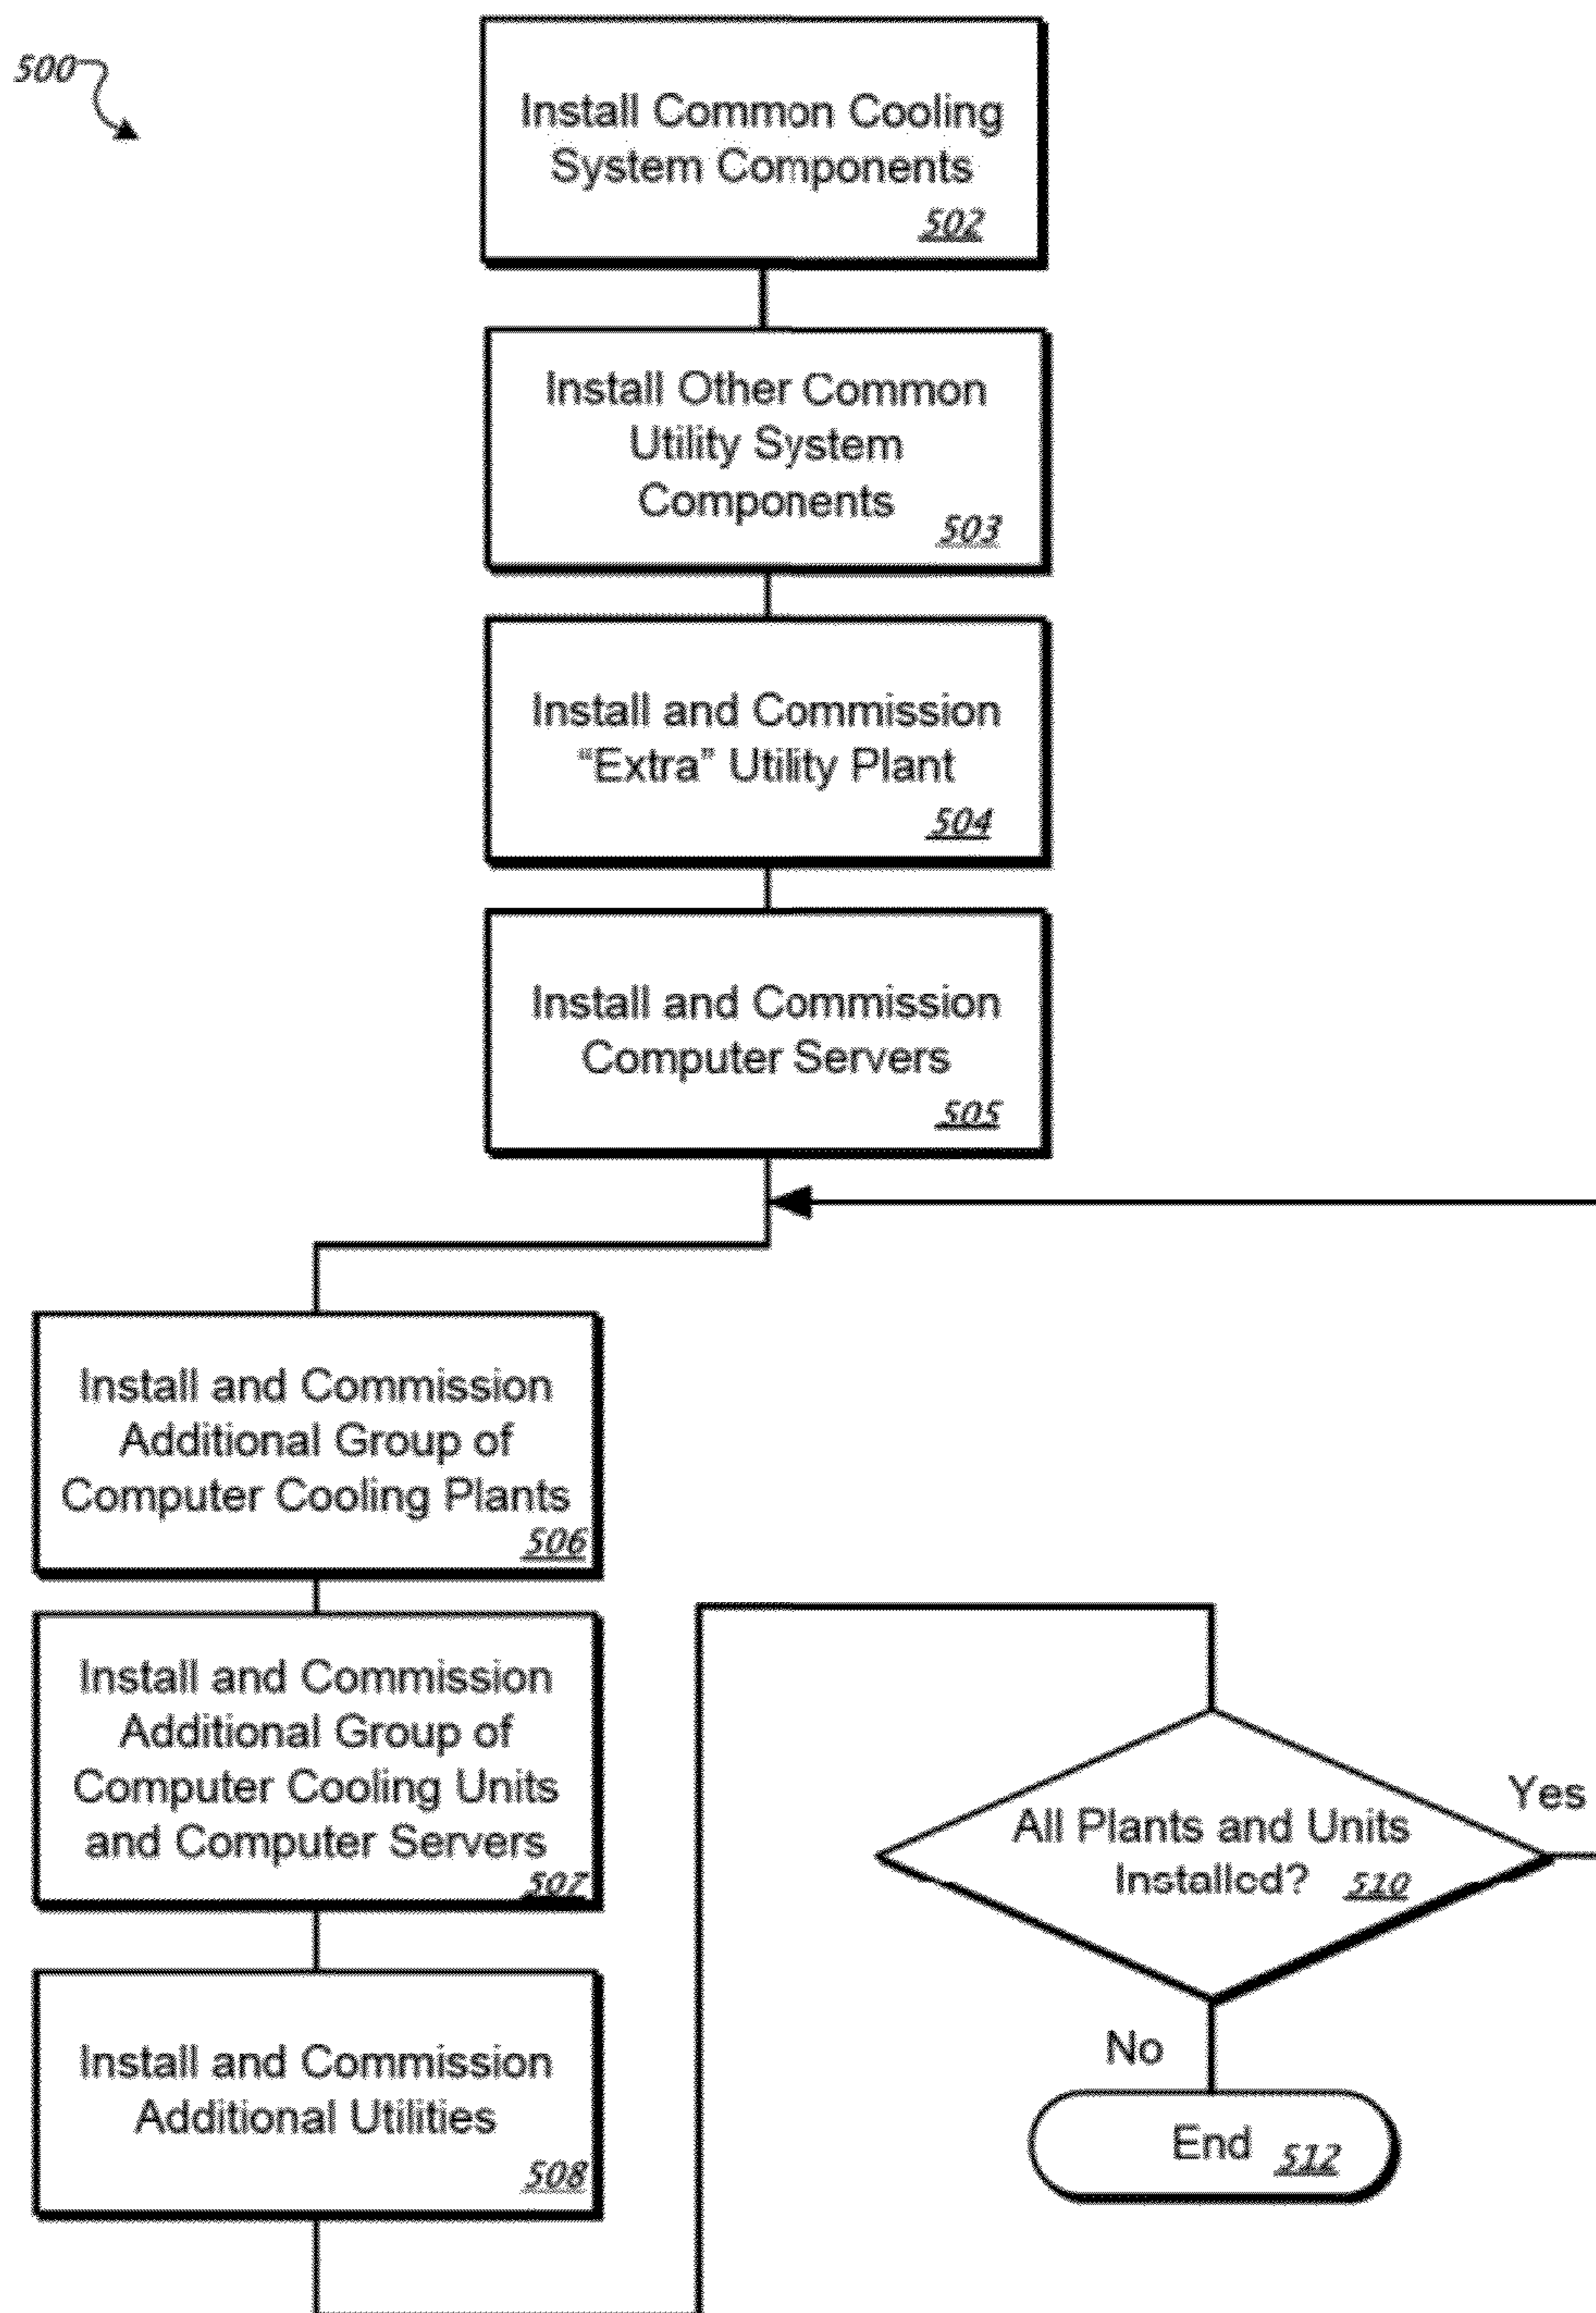 500
Install Common Cooling
System Components
502
Install Other Common
Utility System
Components
503
Install and Commission
“Extra” Utility Plant
504
Install and Commission
Computer Servers
505
Install and Commission
Additional Group of
Computer Cooling Plants
506
Install and Commission
Additional Group of
Computer Cooling Units
and Computer Servers
507
Install and Commission
Additional Utilities
508
All Plants and Units
Installed? 510
Yes
No
End 512